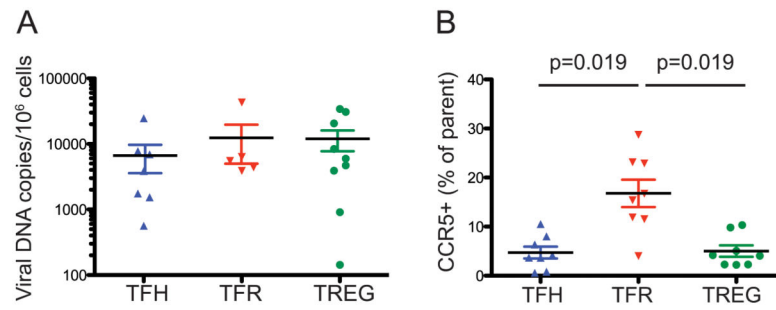 A
Viral DNA copies/10⁶ cells
100000
10000
1000
100
TFH TFR TREG
B
p=0.019 p=0.019
CCR5+ (% of parent)
40
30
20
10
0
TFH TFR TREG